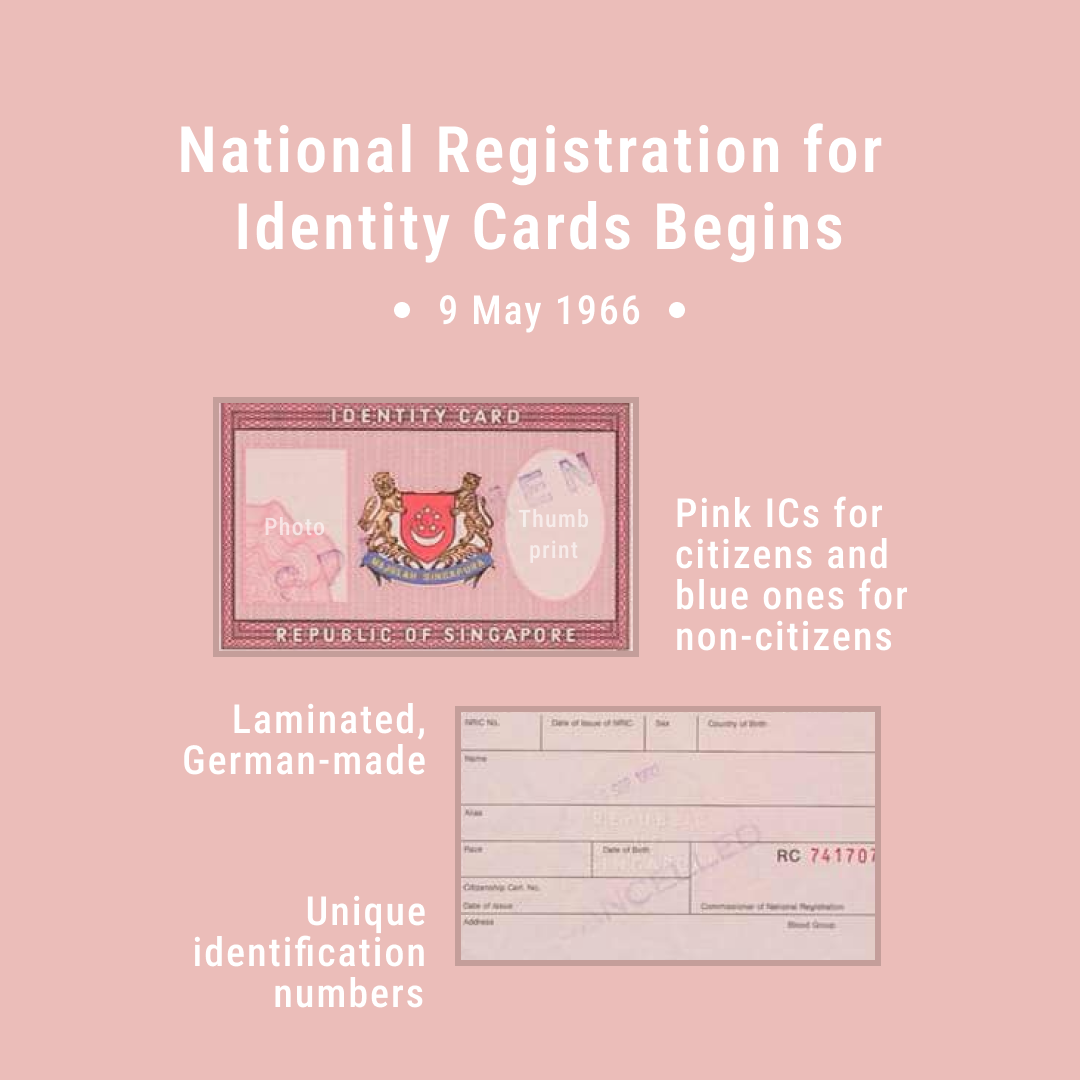 National Registration for
Identity Cards Begins
• 9 May 1966 •
IDENTITY CARD
Photo
Thumb
print
MAJULAH SINGAPURA
REPUBLIC OF SINGAPORE
Pink ICs for
citizens and
blue ones for
non-citizens
Laminated,
German-made
NRIC No.
Date of Issue of NRIC
Sex
Country of Birth
Name
SEP
Alias
REPUBLIC
Race
Date of Birth
RC 741707
CANCELLED
Citizenship Cert. No.
Date of Issue
Commissioner of National Registration
Address
Blood Group
Unique
identification
numbers